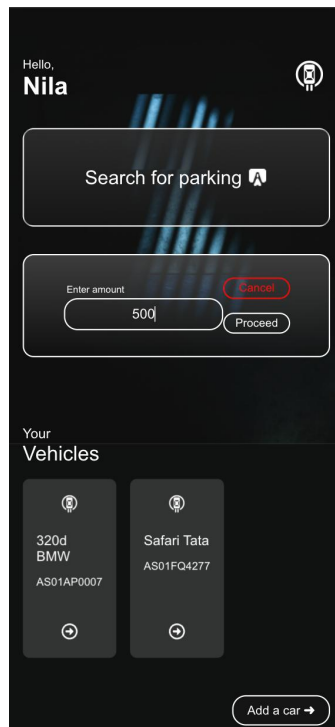 Hello,
Nila
Search for parking
Enter amount
Cancel
500
Proceed
Your
Vehicles
320d
BMW
AS01AP0007
Safari Tata
AS01FQ4277
Add a car ➜